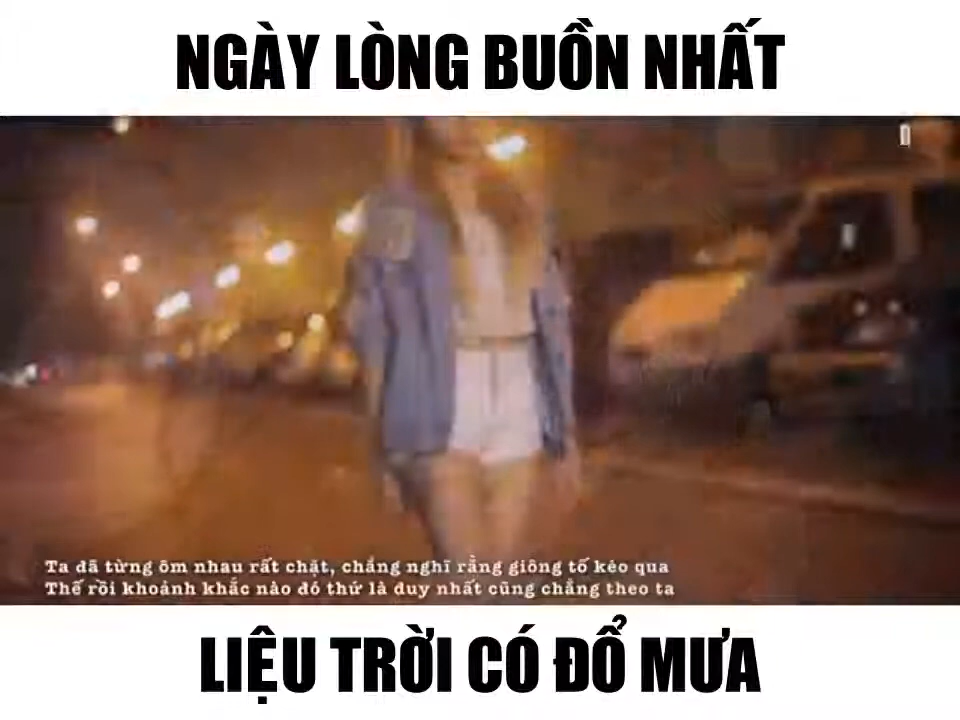 NGÀY LÒNG BUỒN NHẤT
Ta đã từng ôm nhau rất chặt, chẳng nghĩ rằng giông tố kéo qua
Thế rồi khoảnh khắc nào đó thứ là duy nhất cũng chẳng theo ta
LIỆU TRỜI CÓ ĐỔ MƯA